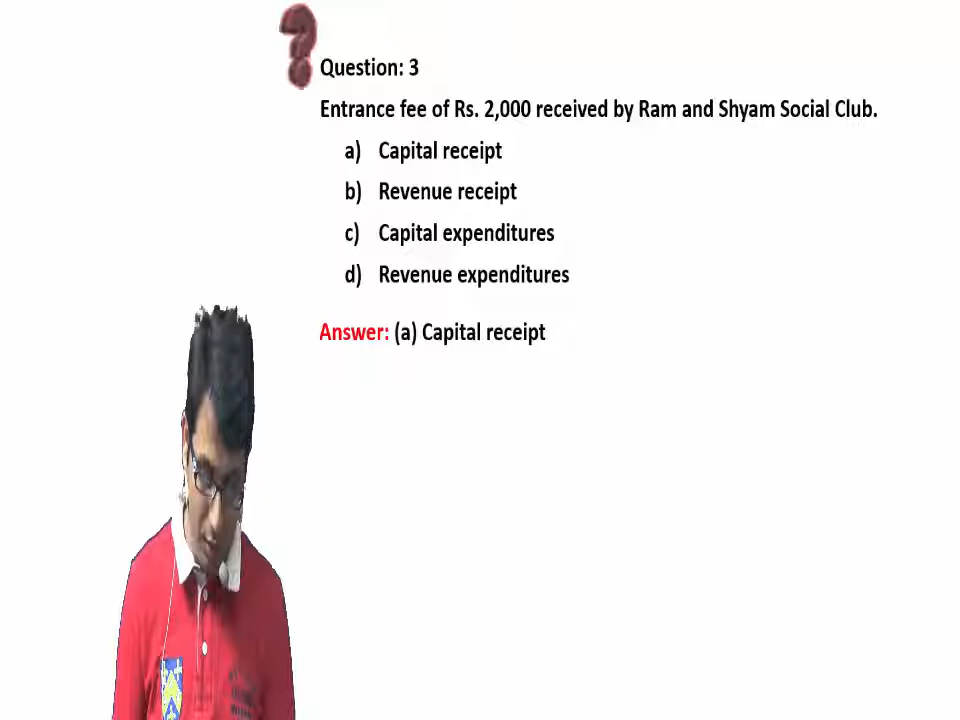 Question: 3
Entrance fee of Rs. 2,000 received by Ram and Shyam Social Club.
a) Capital receipt
b) Revenue receipt
c) Capital expenditures
d) Revenue expenditures
Answer: (a) Capital receipt